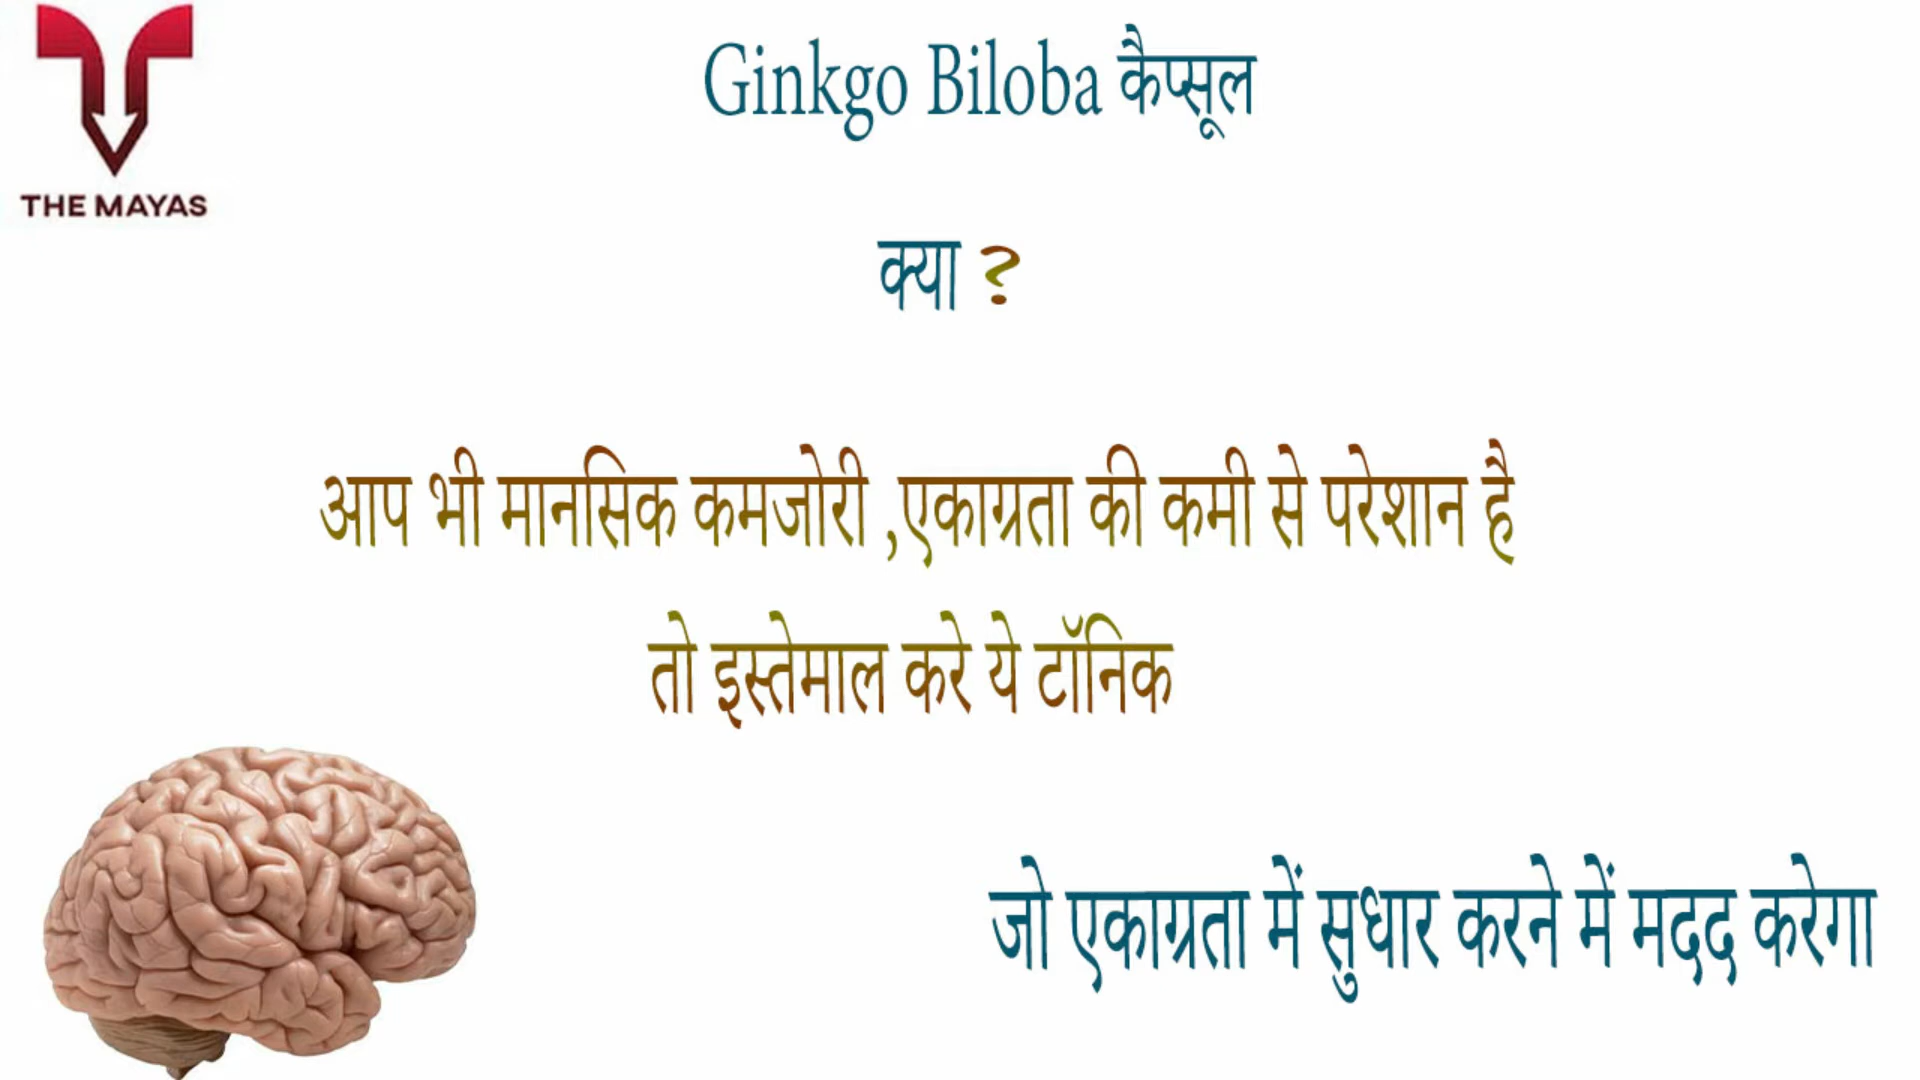 THE MAYAS
Ginkgo Biloba कैप्सूल
क्या ?
आप भी मानसिक कमजोरी ,एकाग्रता की कमी से परेशान है
तो इस्तेमाल करे ये टॉनिक
जो एकाग्रता में सुधार करने में मदद करेगा